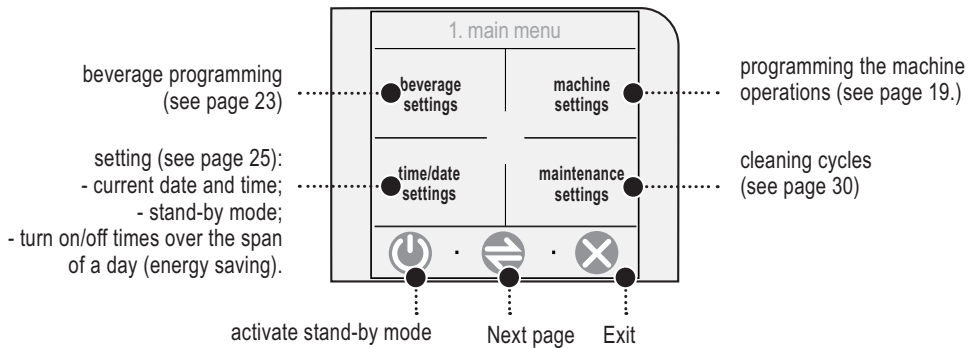 1. main menu
beverage programming
(see page 23)
beverage
settings
machine
settings
programming the machine
operations (see page 19.)
setting (see page 25):
- current date and time;
- stand-by mode;
- turn on/off times over the span
of a day (energy saving).
time/date
settings
maintenance
settings
cleaning cycles
(see page 30)
activate stand-by mode
Next page
Exit